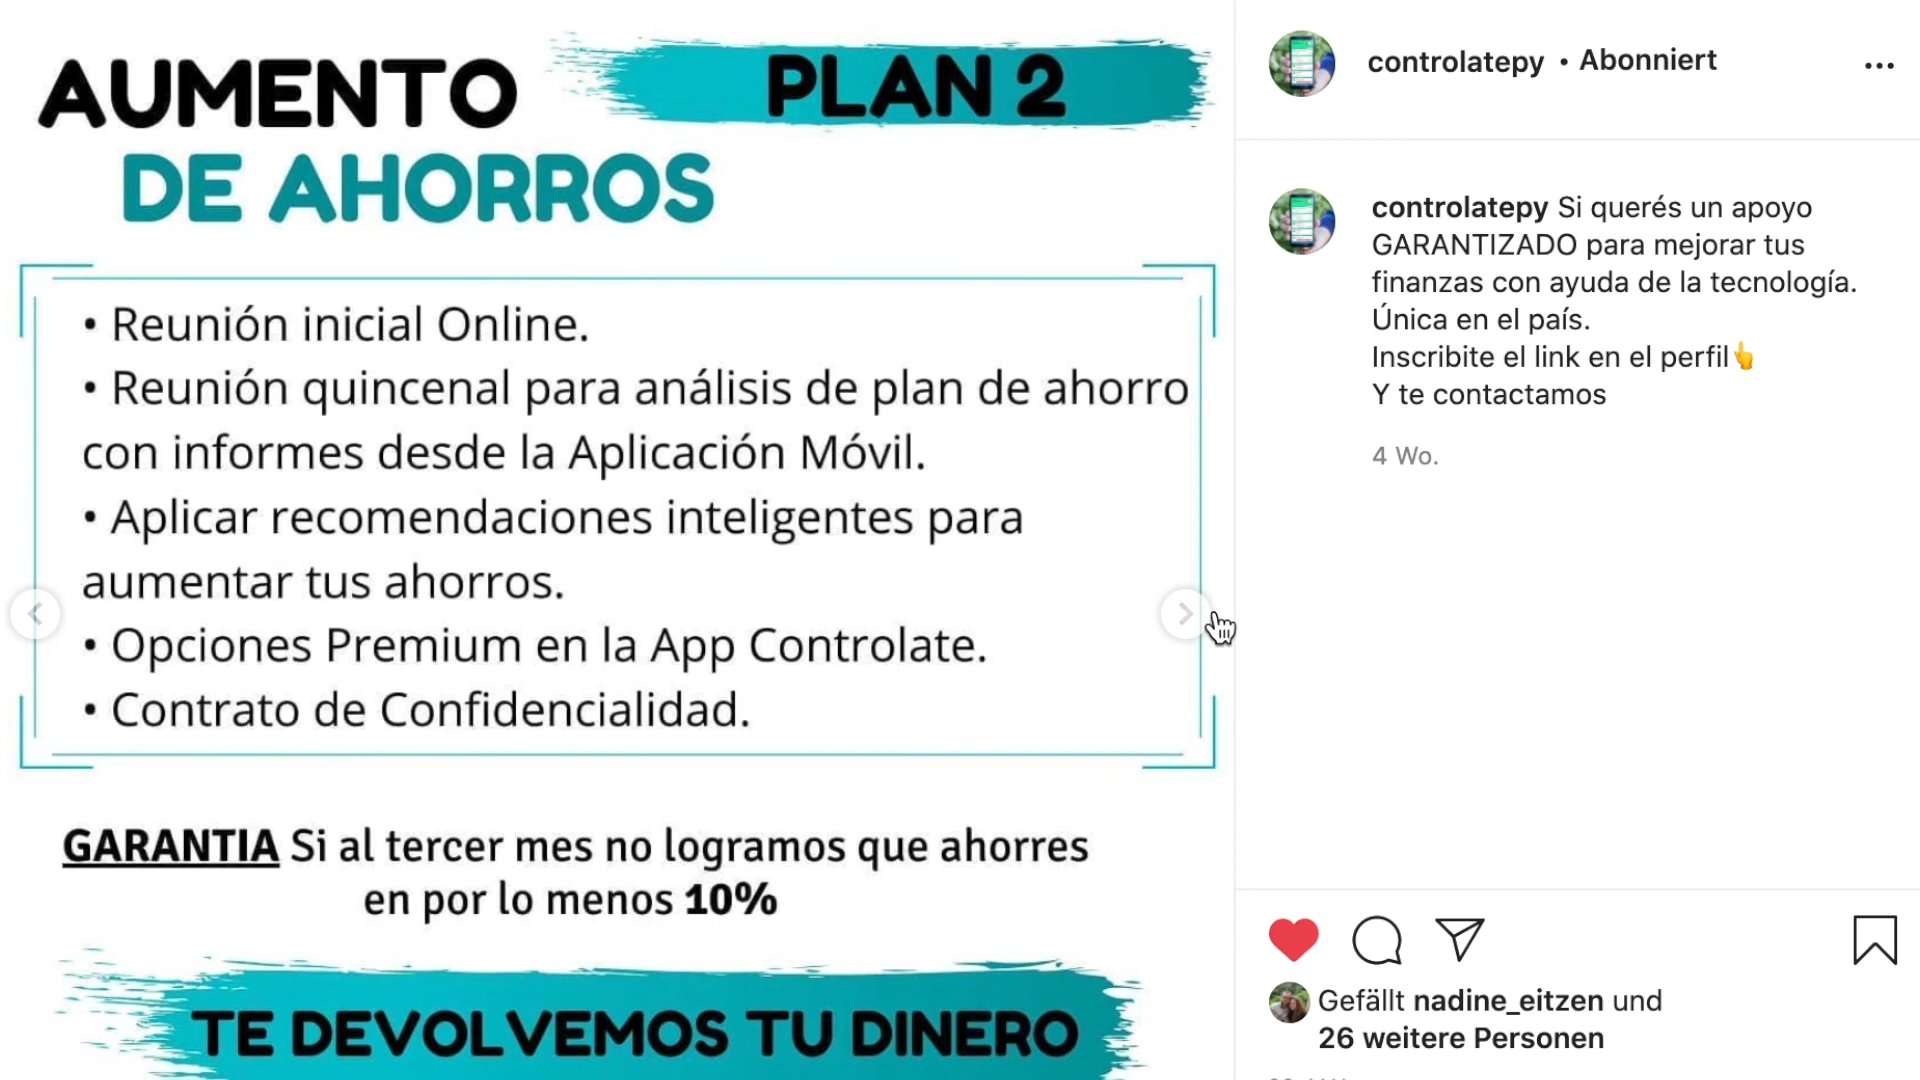 AUMENTO
PLAN 2
DE AHORROS
• Reunión inicial Online.
• Reunión quincenal para análisis de plan de ahorro
con informes desde la Aplicación Móvil.
• Aplicar recomendaciones inteligentes para
aumentar tus ahorros.
• Opciones Premium en la App Controlate.
• Contrato de Confidencialidad.
GARANTIA Si al tercer mes no logramos que ahorres
en por lo menos 10%
TE DEVOLVEMOS TU DINERO
controlatepy • Abonniert
controlatepy Si querés un apoyo
GARANTIZADO para mejorar tus
finanzas con ayuda de la tecnología.
Única en el país.
Inscribite el link en el perfil👆
Y te contactamos
4 Wo.
Gefällt nadine_eitzen und
26 weitere Personen